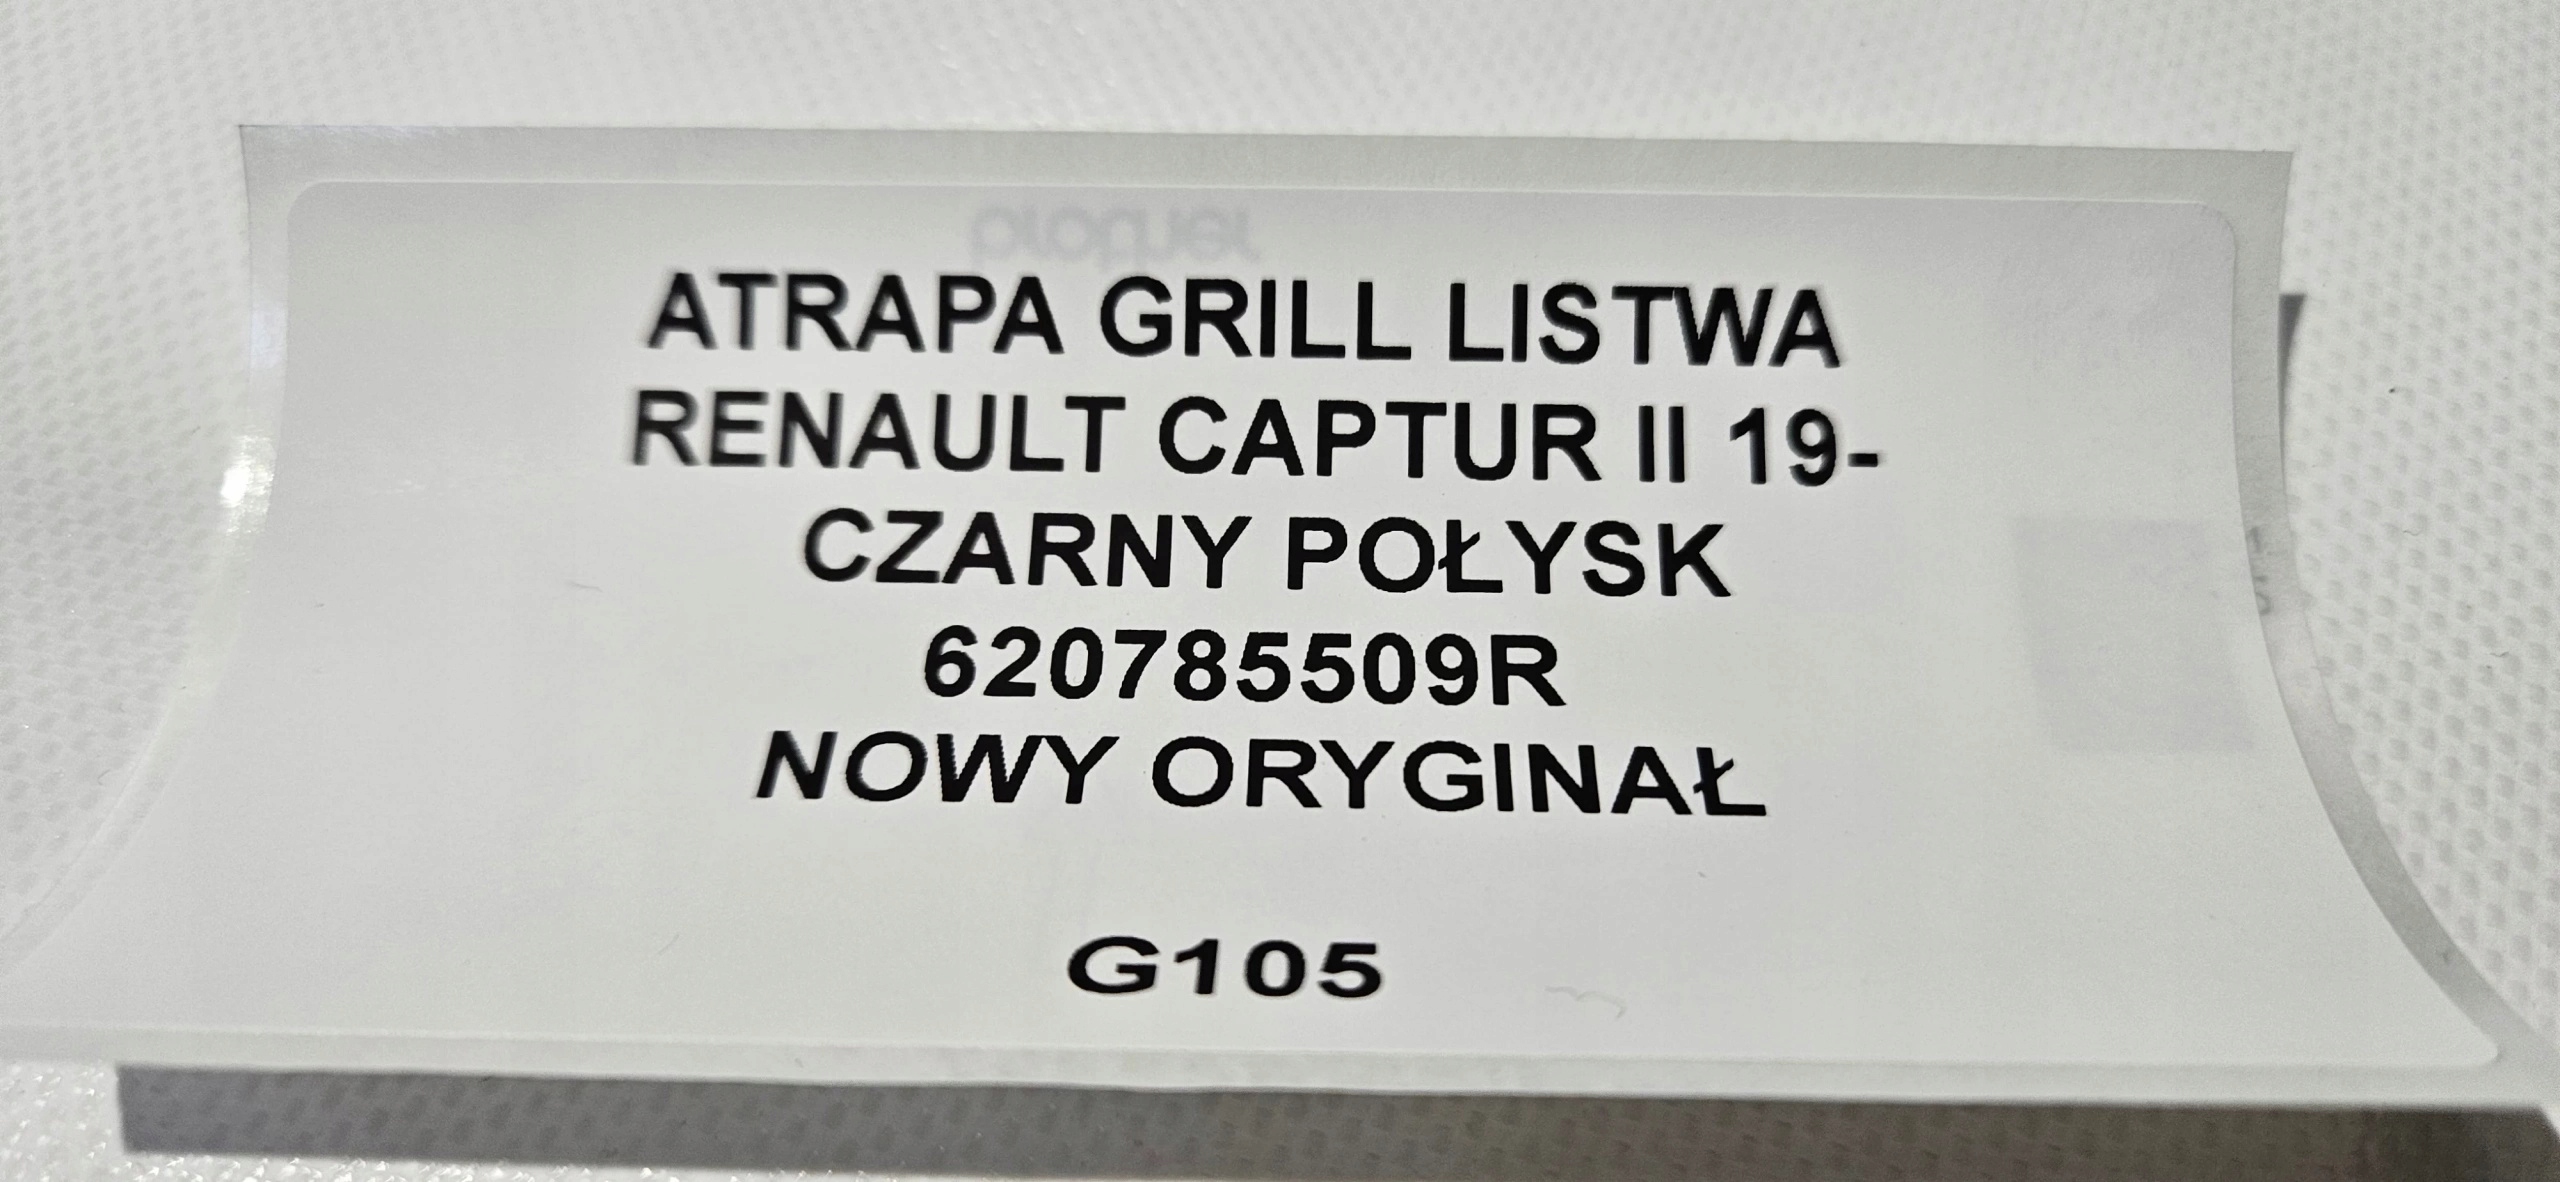 ATRAPA GRILL LISTWA
RENAULT CAPTUR II 19-
CZARNY POŁYSK
620785509R
NOWY ORYGINAŁ
G105